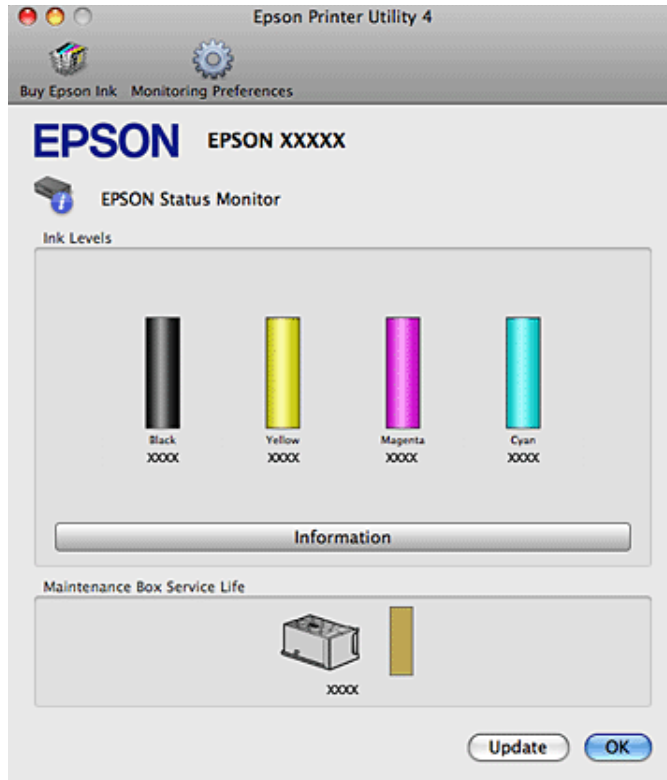 Epson Printer Utility 4
Buy Epson Ink Monitoring Preferences
EPSON EPSON XXXXX
EPSON Status Monitor
Ink Levels
Black Yellow Magenta Cyan
XXXX XXXX XXXX XXXX
Information
Maintenance Box Service Life
XXXX
Update OK